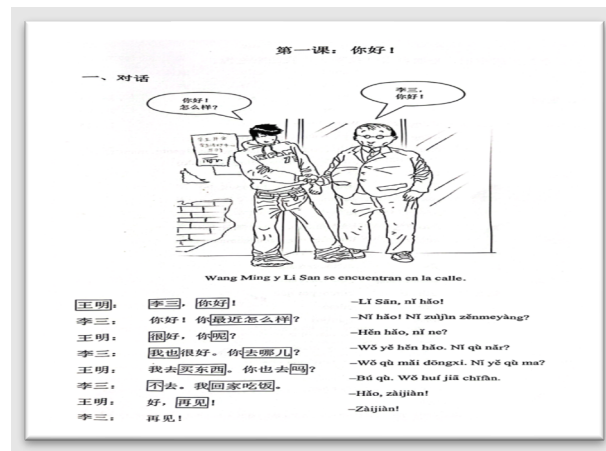 第一课：你好！
一、对话
你好！
怎么样？
李三，
你好！
Wang Ming y Li San se encuentran en la calle.
王明： 李三，你好！ –Lǐ Sān, nǐ hǎo!
李三： 你好！你最近怎么样？ –Nǐ hǎo! Nǐ zuìjìn zěnmeyàng?
王明： 很好，你呢？ –Hěn hǎo, nǐ ne?
李三： 我也很好。你去哪儿？ –Wǒ yě hěn hǎo. Nǐ qù nǎr?
王明： 我去买东西。你也去吗？ –Wǒ qù mǎi dōngxi. Nǐ yě qù ma?
李三： 不去。我回家吃饭。 –Bú qù. Wǒ huí jiā chīfàn.
王明： 好，再见！ –Hǎo, zàijiàn!
李三： 再见！ –Zàijiàn!